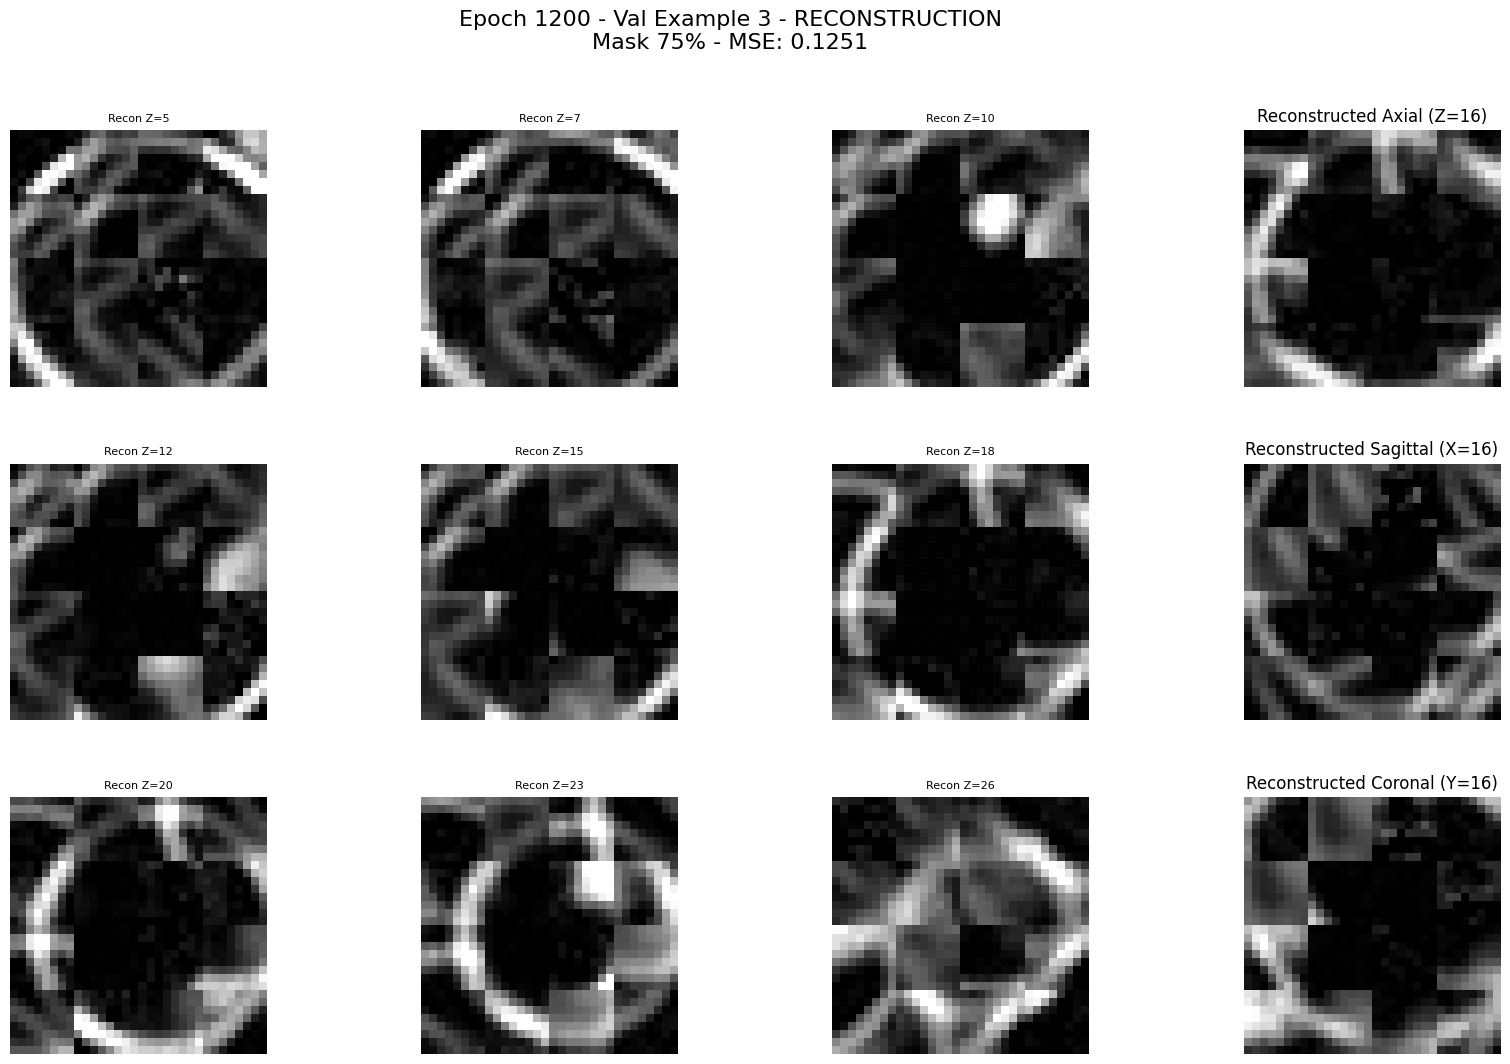 Epoch 1200 - Val Example 3 - RECONSTRUCTION
Mask 75% - MSE: 0.1251
Recon Z=5
Recon Z=7
Recon Z=10
Reconstructed Axial (Z=16)
Recon Z=12
Recon Z=15
Recon Z=18
Reconstructed Sagittal (X=16)
Recon Z=20
Recon Z=23
Recon Z=26
Reconstructed Coronal (Y=16)